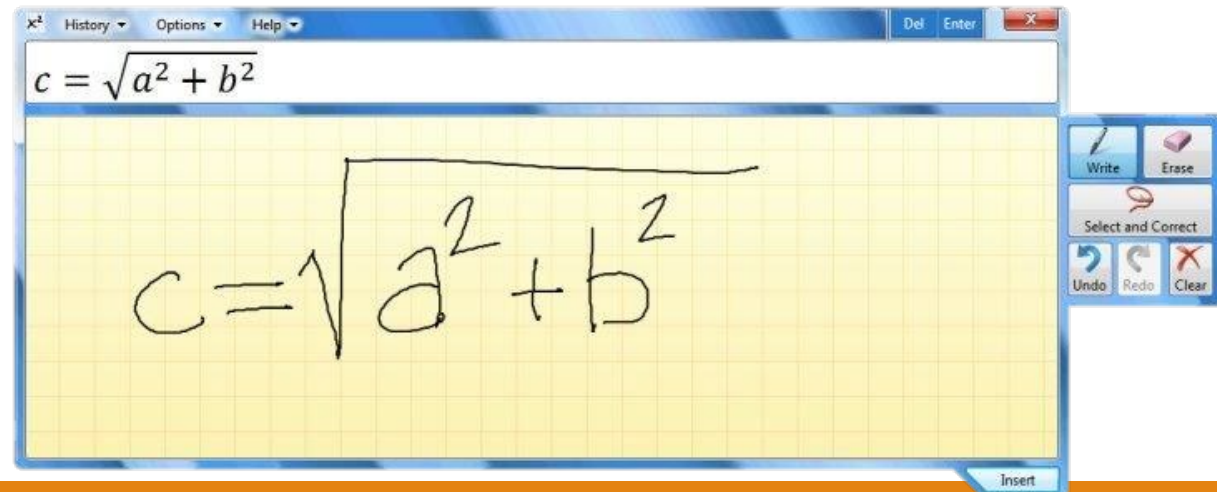 x² History Options Help Del Enter X
c = √(a² + b²)
c = √(a² + b²)
Write Erase
Select and Correct
Undo Redo Clear
Insert